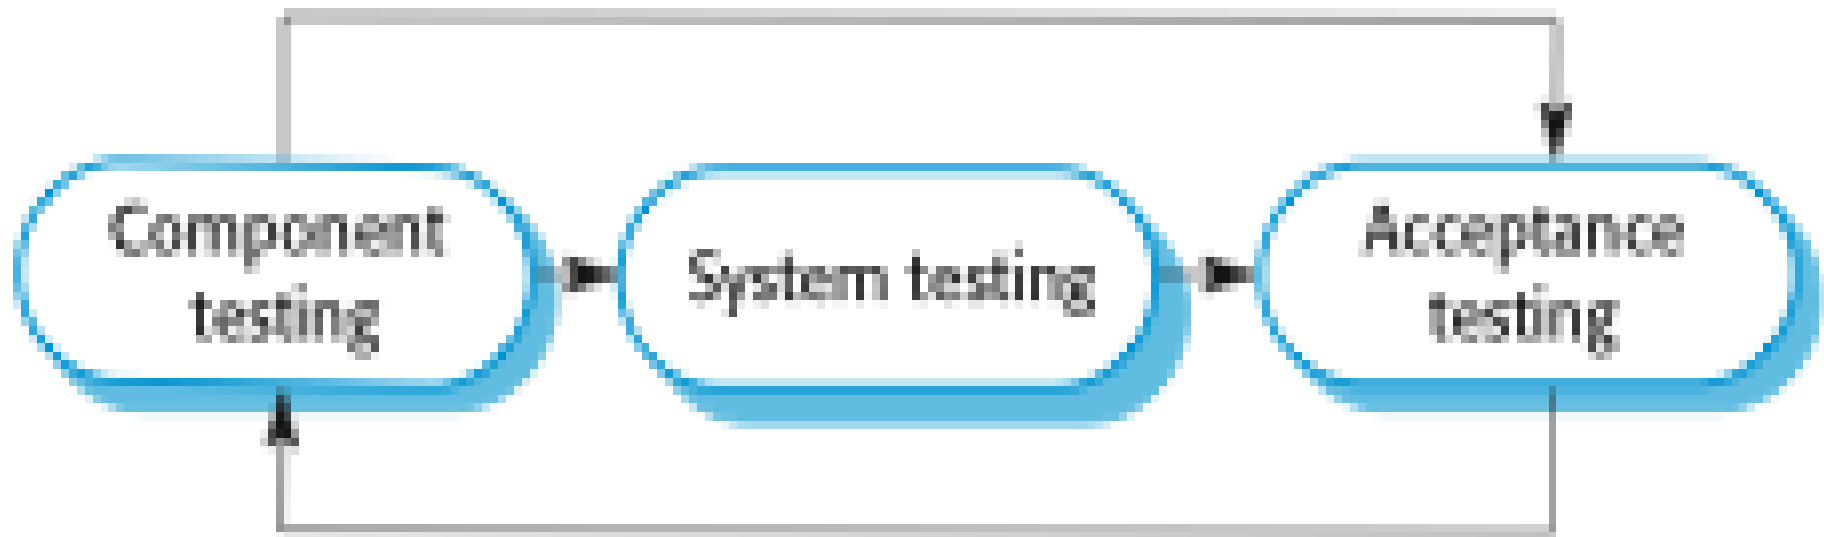 Component
testing
System testing
Acceptance
testing